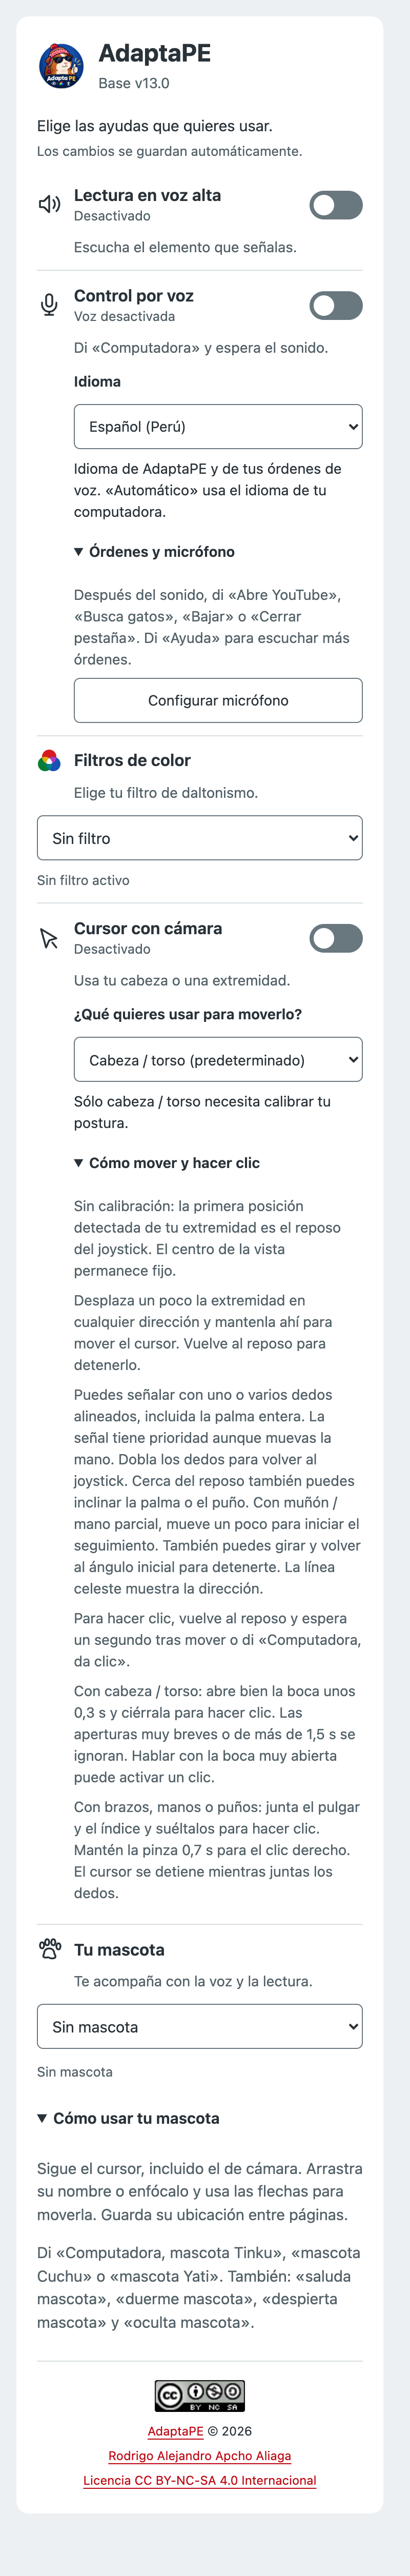 AdaptaPE
Base v13.0
Elige las ayudas que quieres usar.
Los cambios se guardan automáticamente.
Lectura en voz alta
Desactivado
Escucha el elemento que señalas.
Control por voz
Voz desactivada
Di «Computadora» y espera el sonido.
Idioma
Español (Perú)
Idioma de AdaptaPE y de tus órdenes de
voz. «Automático» usa el idioma de tu
computadora.
▼ Órdenes y micrófono
Después del sonido, di «Abre YouTube»,
«Busca gatos», «Bajar» o «Cerrar
pestaña». Di «Ayuda» para escuchar más
órdenes.
Configurar micrófono
Filtros de color
Elige tu filtro de daltonismo.
Sin filtro
Sin filtro activo
Cursor con cámara
Desactivado
Usa tu cabeza o una extremidad.
¿Qué quieres usar para moverlo?
Cabeza / torso (predeterminado)
Sólo cabeza / torso necesita calibrar tu
postura.
▼ Cómo mover y hacer clic
Sin calibración: la primera posición
detectada de tu extremidad es el reposo
del joystick. El centro de la vista
permanece fijo.
Desplaza un poco la extremidad en
cualquier dirección y mantenla ahí para
mover el cursor. Vuelve al reposo para
detenerlo.
Puedes señalar con uno o varios dedos
alineados, incluida la palma entera. La
señal tiene prioridad aunque muevas la
mano. Dobla los dedos para volver al
joystick. Cerca del reposo también puedes
inclinar la palma o el puño. Con muñón /
mano parcial, mueve un poco para iniciar el
seguimiento. También puedes girar y volver
al ángulo inicial para detenerte. La línea
celeste muestra la dirección.
Para hacer clic, vuelve al reposo y espera
un segundo tras mover o di «Computadora,
da clic».
Con cabeza / torso: abre bien la boca unos
0,3 s y ciérrala para hacer clic. Las
aperturas muy breves o de más de 1,5 s se
ignoran. Hablar con la boca muy abierta
puede activar un clic.
Con brazos, manos o puños: junta el pulgar
y el índice y suéltalos para hacer clic.
Mantén la pinza 0,7 s para el clic derecho.
El cursor se detiene mientras juntas los
dedos.
Tu mascota
Te acompaña con la voz y la lectura.
Sin mascota
Sin mascota
▼ Cómo usar tu mascota
Sigue el cursor, incluido el de cámara. Arrastra
su nombre o enfócalo y usa las flechas para
moverla. Guarda su ubicación entre páginas.
Di «Computadora, mascota Tinku», «mascota
Cuchu» o «mascota Yati». También: «saluda
mascota», «duerme mascota», «despierta
mascota» y «oculta mascota».
CC BY NC SA
AdaptaPE © 2026
Rodrigo Alejandro Apcho Aliaga
Licencia CC BY-NC-SA 4.0 Internacional